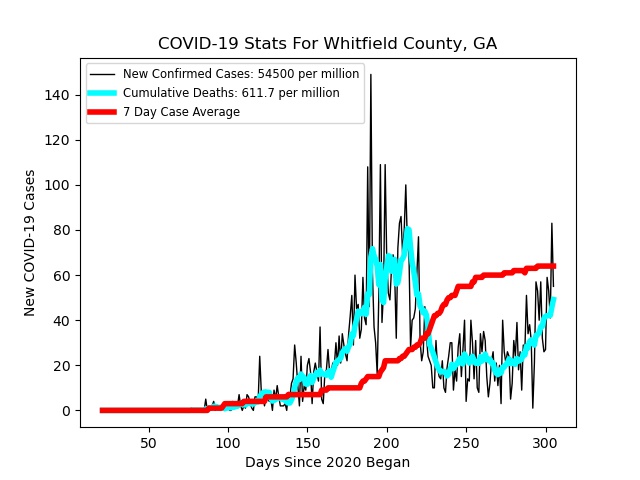 COVID-19 Stats For Whitfield County, GA
New Confirmed Cases: 54500 per million
Cumulative Deaths: 611.7 per million
7 Day Case Average
New COVID-19 Cases
140
120
100
80
60
40
20
0
50 100 150 200 250 300
Days Since 2020 Began